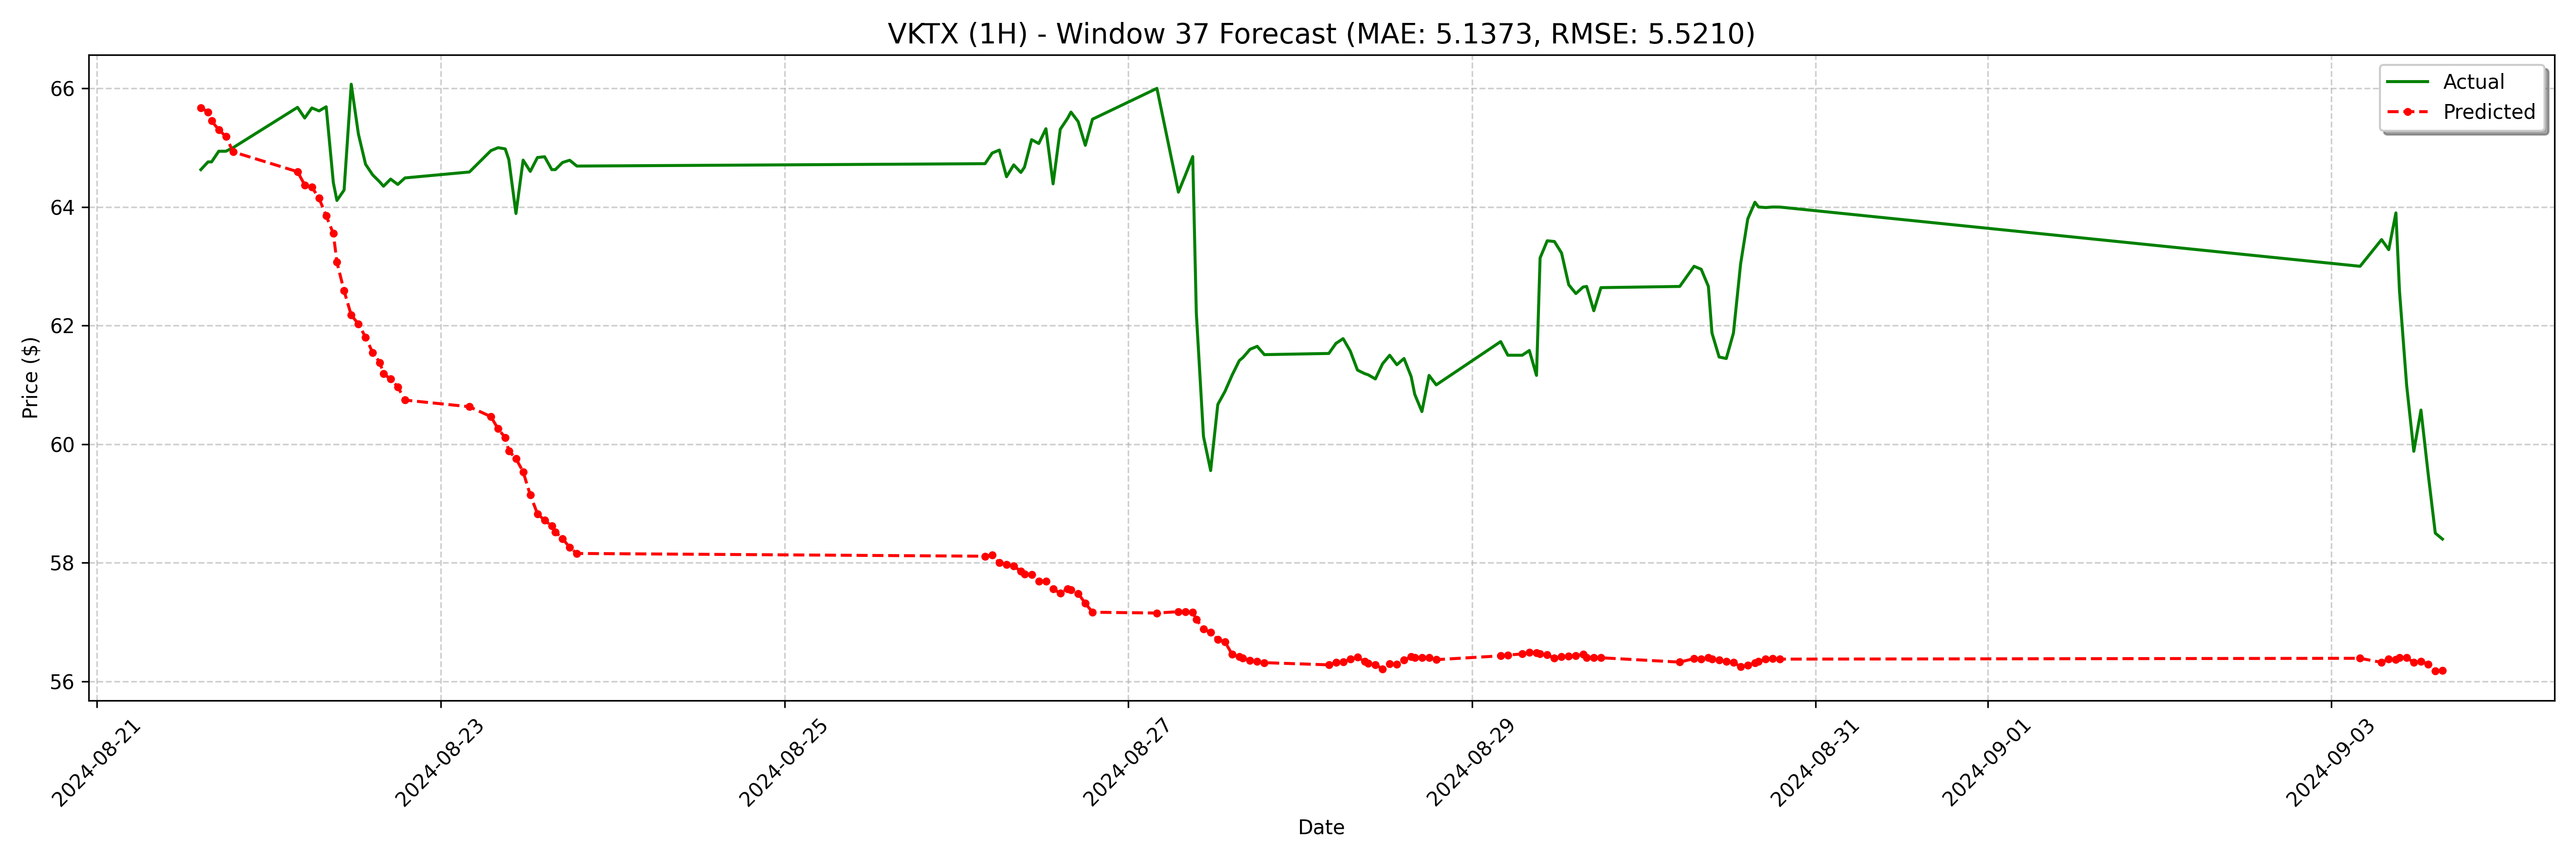 VKTX (1H) - Window 37 Forecast (MAE: 5.1373, RMSE: 5.5210)
Actual
Predicted
66
64
62
60
58
56
Price ($)
2024-08-21
2024-08-23
2024-08-25
2024-08-27
2024-08-29
2024-08-31
2024-09-01
2024-09-03
Date